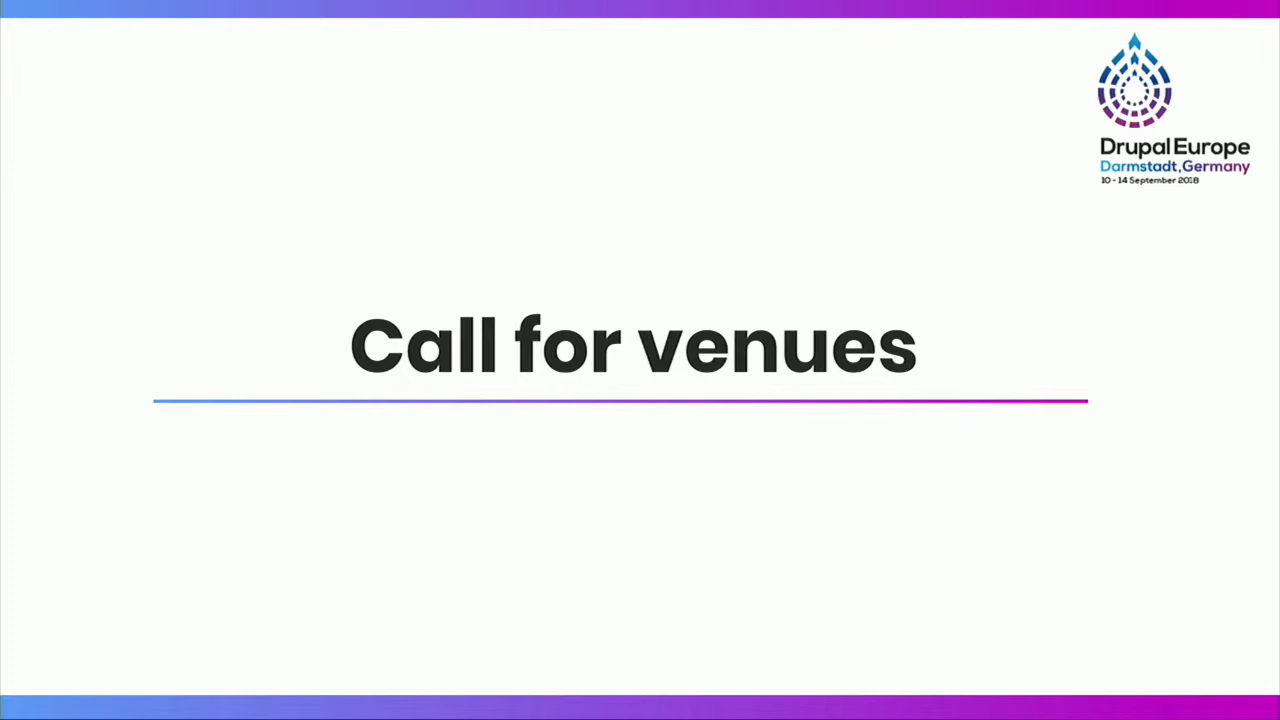 Drupal Europe
Darmstadt, Germany
10 - 14 September 2018
Call for venues